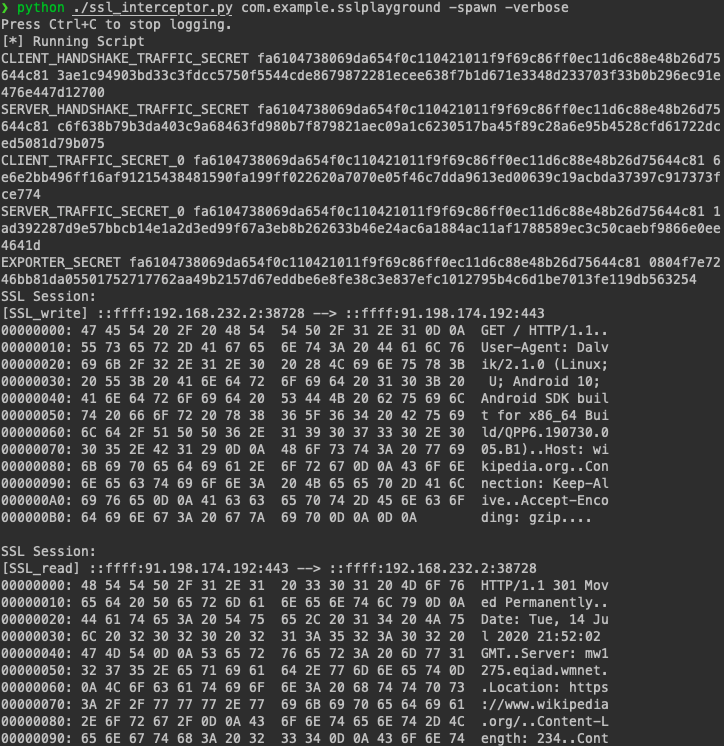 ❯ python ./ssl_interceptor.py com.example.sslplayground -spawn -verbose
Press Ctrl+C to stop logging.
[*] Running Script
CLIENT_HANDSHAKE_TRAFFIC_SECRET fa6104738069da654f0c110421011f9f69c86ff0ec11d6c88e48b26d75
644c81 3ae1c94903bd33c3fdcc5750f5544cde8679872281ecee638f7b1d671e3348d233703f33b0b296ec91e
476e447d12700
SERVER_HANDSHAKE_TRAFFIC_SECRET fa6104738069da654f0c110421011f9f69c86ff0ec11d6c88e48b26d75
644c81 c6f638b79b3da403c9a68463fd980b7f879821aec09a1c6230517ba45f89c28a6e95b4528cfd61722dc
ed5081d79b075
CLIENT_TRAFFIC_SECRET_0 fa6104738069da654f0c110421011f9f69c86ff0ec11d6c88e48b26d75644c81 6
e6e2bb496ff16af91215438481590fa199ff022620a7070e05f46c7dda9613ed00639c19acbda37397c917373f
ce774
SERVER_TRAFFIC_SECRET_0 fa6104738069da654f0c110421011f9f69c86ff0ec11d6c88e48b26d75644c81 1
ad392287d9e57bbcb14e1a2d3ed99f67a3eb8b262633b46e24ac6a1884ac11af1788589ec3c50caebf9866e0ee
4641d
EXPORTER_SECRET fa6104738069da654f0c110421011f9f69c86ff0ec11d6c88e48b26d75644c81 0804f7e72
46bb81da05501752717762aa49b2157d67eddbe6e8fe38c3e837efc1012795b4c6d1be7013fe119db563254
SSL Session:
[SSL_write] ::ffff:192.168.232.2:38728 --> ::ffff:91.198.174.192:443
00000000: 47 45 54 20 2F 20 48 54  54 50 2F 31 2E 31 0D 0A  GET / HTTP/1.1..
00000010: 55 73 65 72 2D 41 67 65  6E 74 3A 20 44 61 6C 76  User-Agent: Dalv
00000020: 69 6B 2F 32 2E 31 2E 30  20 28 4C 69 6E 75 78 3B  ik/2.1.0 (Linux;
00000030: 20 55 3B 20 41 6E 64 72  6F 69 64 20 31 30 3B 20   U; Android 10;
00000040: 41 6E 64 72 6F 69 64 20  53 44 4B 20 62 75 69 6C  Android SDK buil
00000050: 74 20 66 6F 72 20 78 38  36 5F 36 34 20 42 75 69  t for x86_64 Bui
00000060: 6C 64 2F 51 50 50 36 2E  31 39 30 37 33 30 2E 30  ld/QPP6.190730.0
00000070: 30 35 2E 42 31 29 0D 0A  48 6F 73 74 3A 20 77 69  05.B1)..Host: wi
00000080: 6B 69 70 65 64 69 61 2E  6F 72 67 0D 0A 43 6F 6E  kipedia.org..Con
00000090: 6E 65 63 74 69 6F 6E 3A  20 4B 65 65 70 2D 41 6C  nection: Keep-Al
000000A0: 69 76 65 0D 0A 41 63 63  65 70 74 2D 45 6E 63 6F  ive..Accept-Enco
000000B0: 64 69 6E 67 3A 20 67 7A  69 70 0D 0A 0D 0A        ding: gzip....
SSL Session:
[SSL_read] ::ffff:91.198.174.192:443 --> ::ffff:192.168.232.2:38728
00000000: 48 54 54 50 2F 31 2E 31  20 33 30 31 20 4D 6F 76  HTTP/1.1 301 Mov
00000010: 65 64 20 50 65 72 6D 61  6E 65 6E 74 6C 79 0D 0A  ed Permanently..
00000020: 44 61 74 65 3A 20 54 75  65 2C 20 31 34 20 4A 75  Date: Tue, 14 Ju
00000030: 6C 20 32 30 32 30 20 32  31 3A 35 32 3A 30 32 20  l 2020 21:52:02
00000040: 47 4D 54 0D 0A 53 65 72  76 65 72 3A 20 6D 77 31  GMT..Server: mw1
00000050: 32 37 35 2E 65 71 69 61  64 2E 77 6D 6E 65 74 0D  275.eqiad.wmnet.
00000060: 0A 4C 6F 63 61 74 69 6F  6E 3A 20 68 74 74 70 73  .Location: https
00000070: 3A 2F 2F 77 77 77 2E 77  69 6B 69 70 65 64 69 61  ://www.wikipedia
00000080: 2E 6F 72 67 2F 0D 0A 43  6F 6E 74 65 6E 74 2D 4C  .org/..Content-L
00000090: 65 6E 67 74 68 3A 20 32  33 34 0D 0A 43 6F 6E 74  ength: 234..Cont